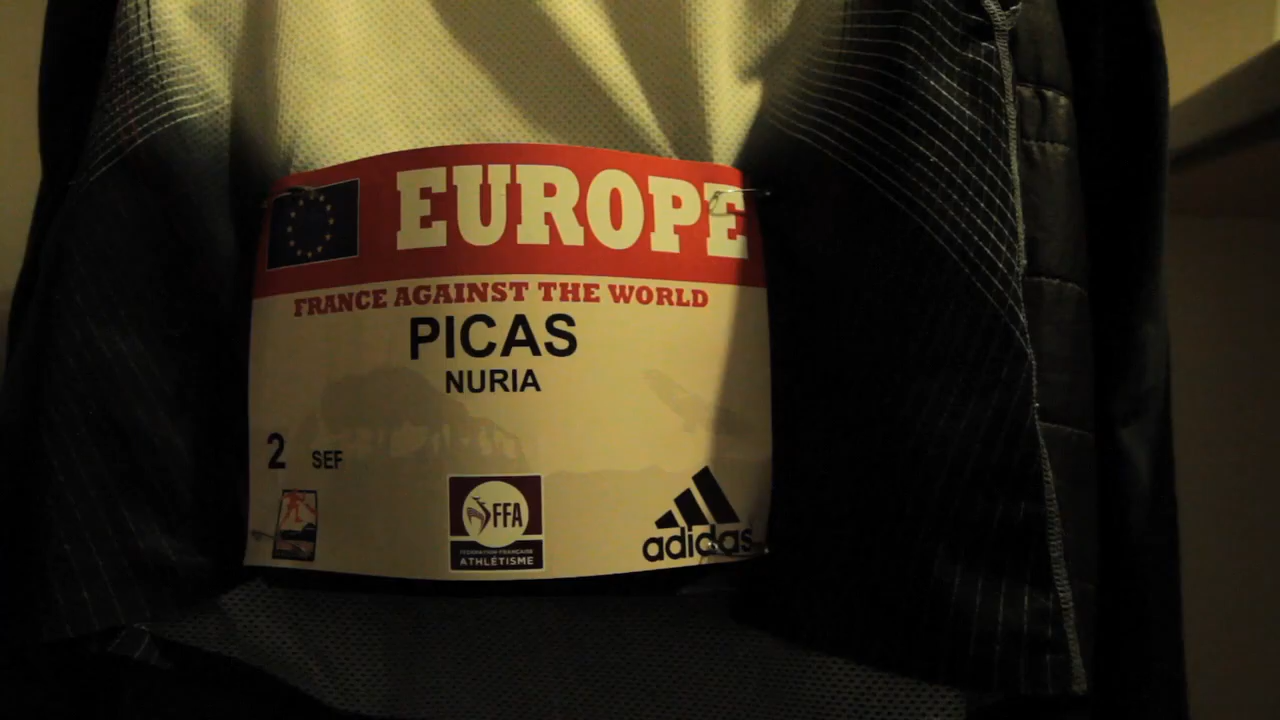 EUROPE
FRANCE AGAINST THE WORLD
PICAS
NURIA
2 SEF
FFA
FÉDÉRATION FRANÇAISE
ATHLÉTISME
adidas